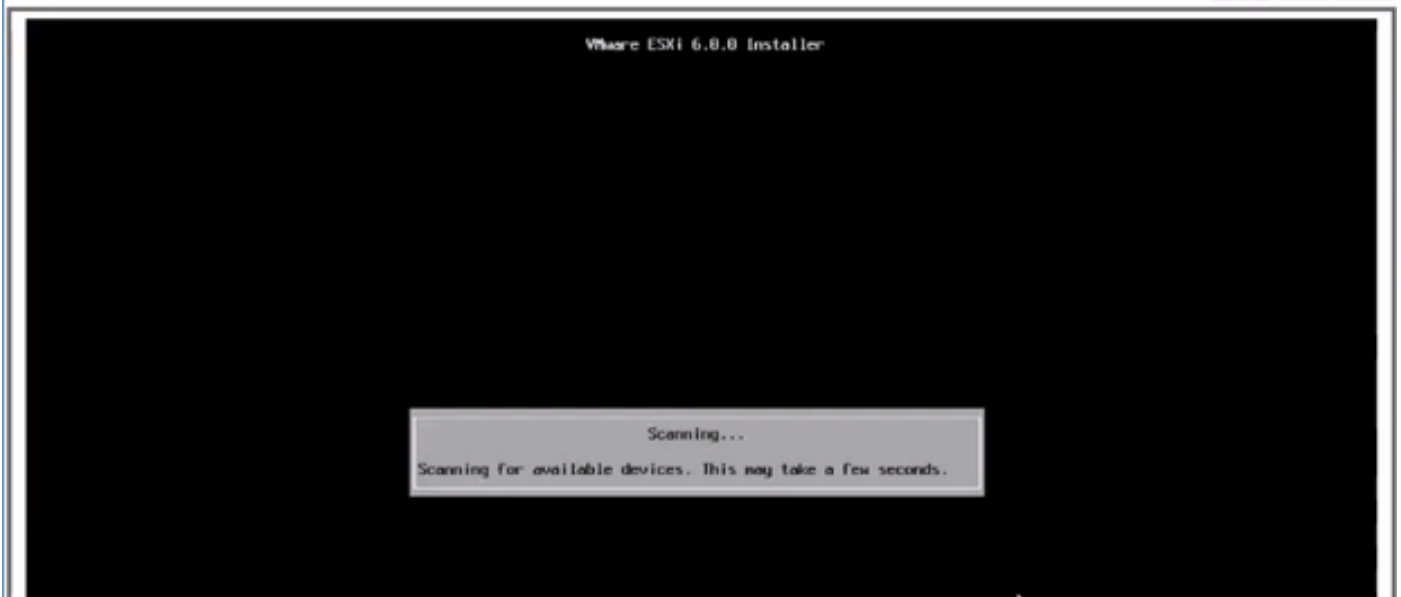 VMware ESXi 6.0.0 Installer
Scanning...
Scanning for available devices. This may take a few seconds.